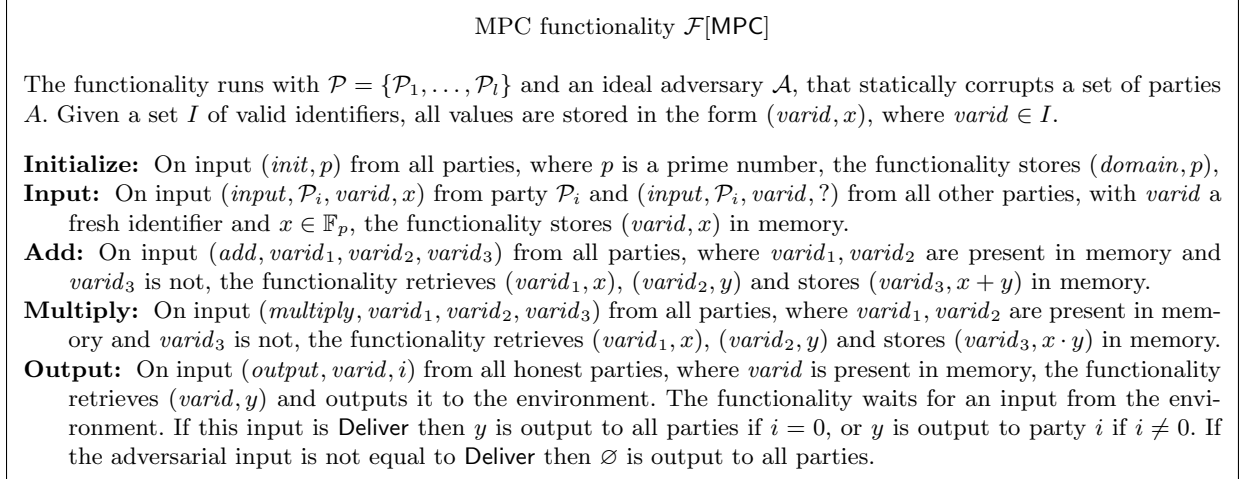 MPC functionality 𝓕[MPC]
The functionality runs with 𝒫 = {𝒫₁, . . . , 𝒫ₗ} and an ideal adversary 𝒜, that statically corrupts a set of parties
A. Given a set I of valid identifiers, all values are stored in the form (varid, x), where varid ∈ I.
Initialize: On input (init, p) from all parties, where p is a prime number, the functionality stores (domain, p),
Input: On input (input, 𝒫ᵢ, varid, x) from party 𝒫ᵢ and (input, 𝒫ᵢ, varid, ?) from all other parties, with varid a
fresh identifier and x ∈ 𝔽ₚ, the functionality stores (varid, x) in memory.
Add: On input (add, varid₁, varid₂, varid₃) from all parties, where varid₁, varid₂ are present in memory and
varid₃ is not, the functionality retrieves (varid₁, x), (varid₂, y) and stores (varid₃, x + y) in memory.
Multiply: On input (multiply, varid₁, varid₂, varid₃) from all parties, where varid₁, varid₂ are present in mem-
ory and varid₃ is not, the functionality retrieves (varid₁, x), (varid₂, y) and stores (varid₃, x · y) in memory.
Output: On input (output, varid, i) from all honest parties, where varid is present in memory, the functionality
retrieves (varid, y) and outputs it to the environment. The functionality waits for an input from the envi-
ronment. If this input is Deliver then y is output to all parties if i = 0, or y is output to party i if i ≠ 0. If
the adversarial input is not equal to Deliver then ∅ is output to all parties.